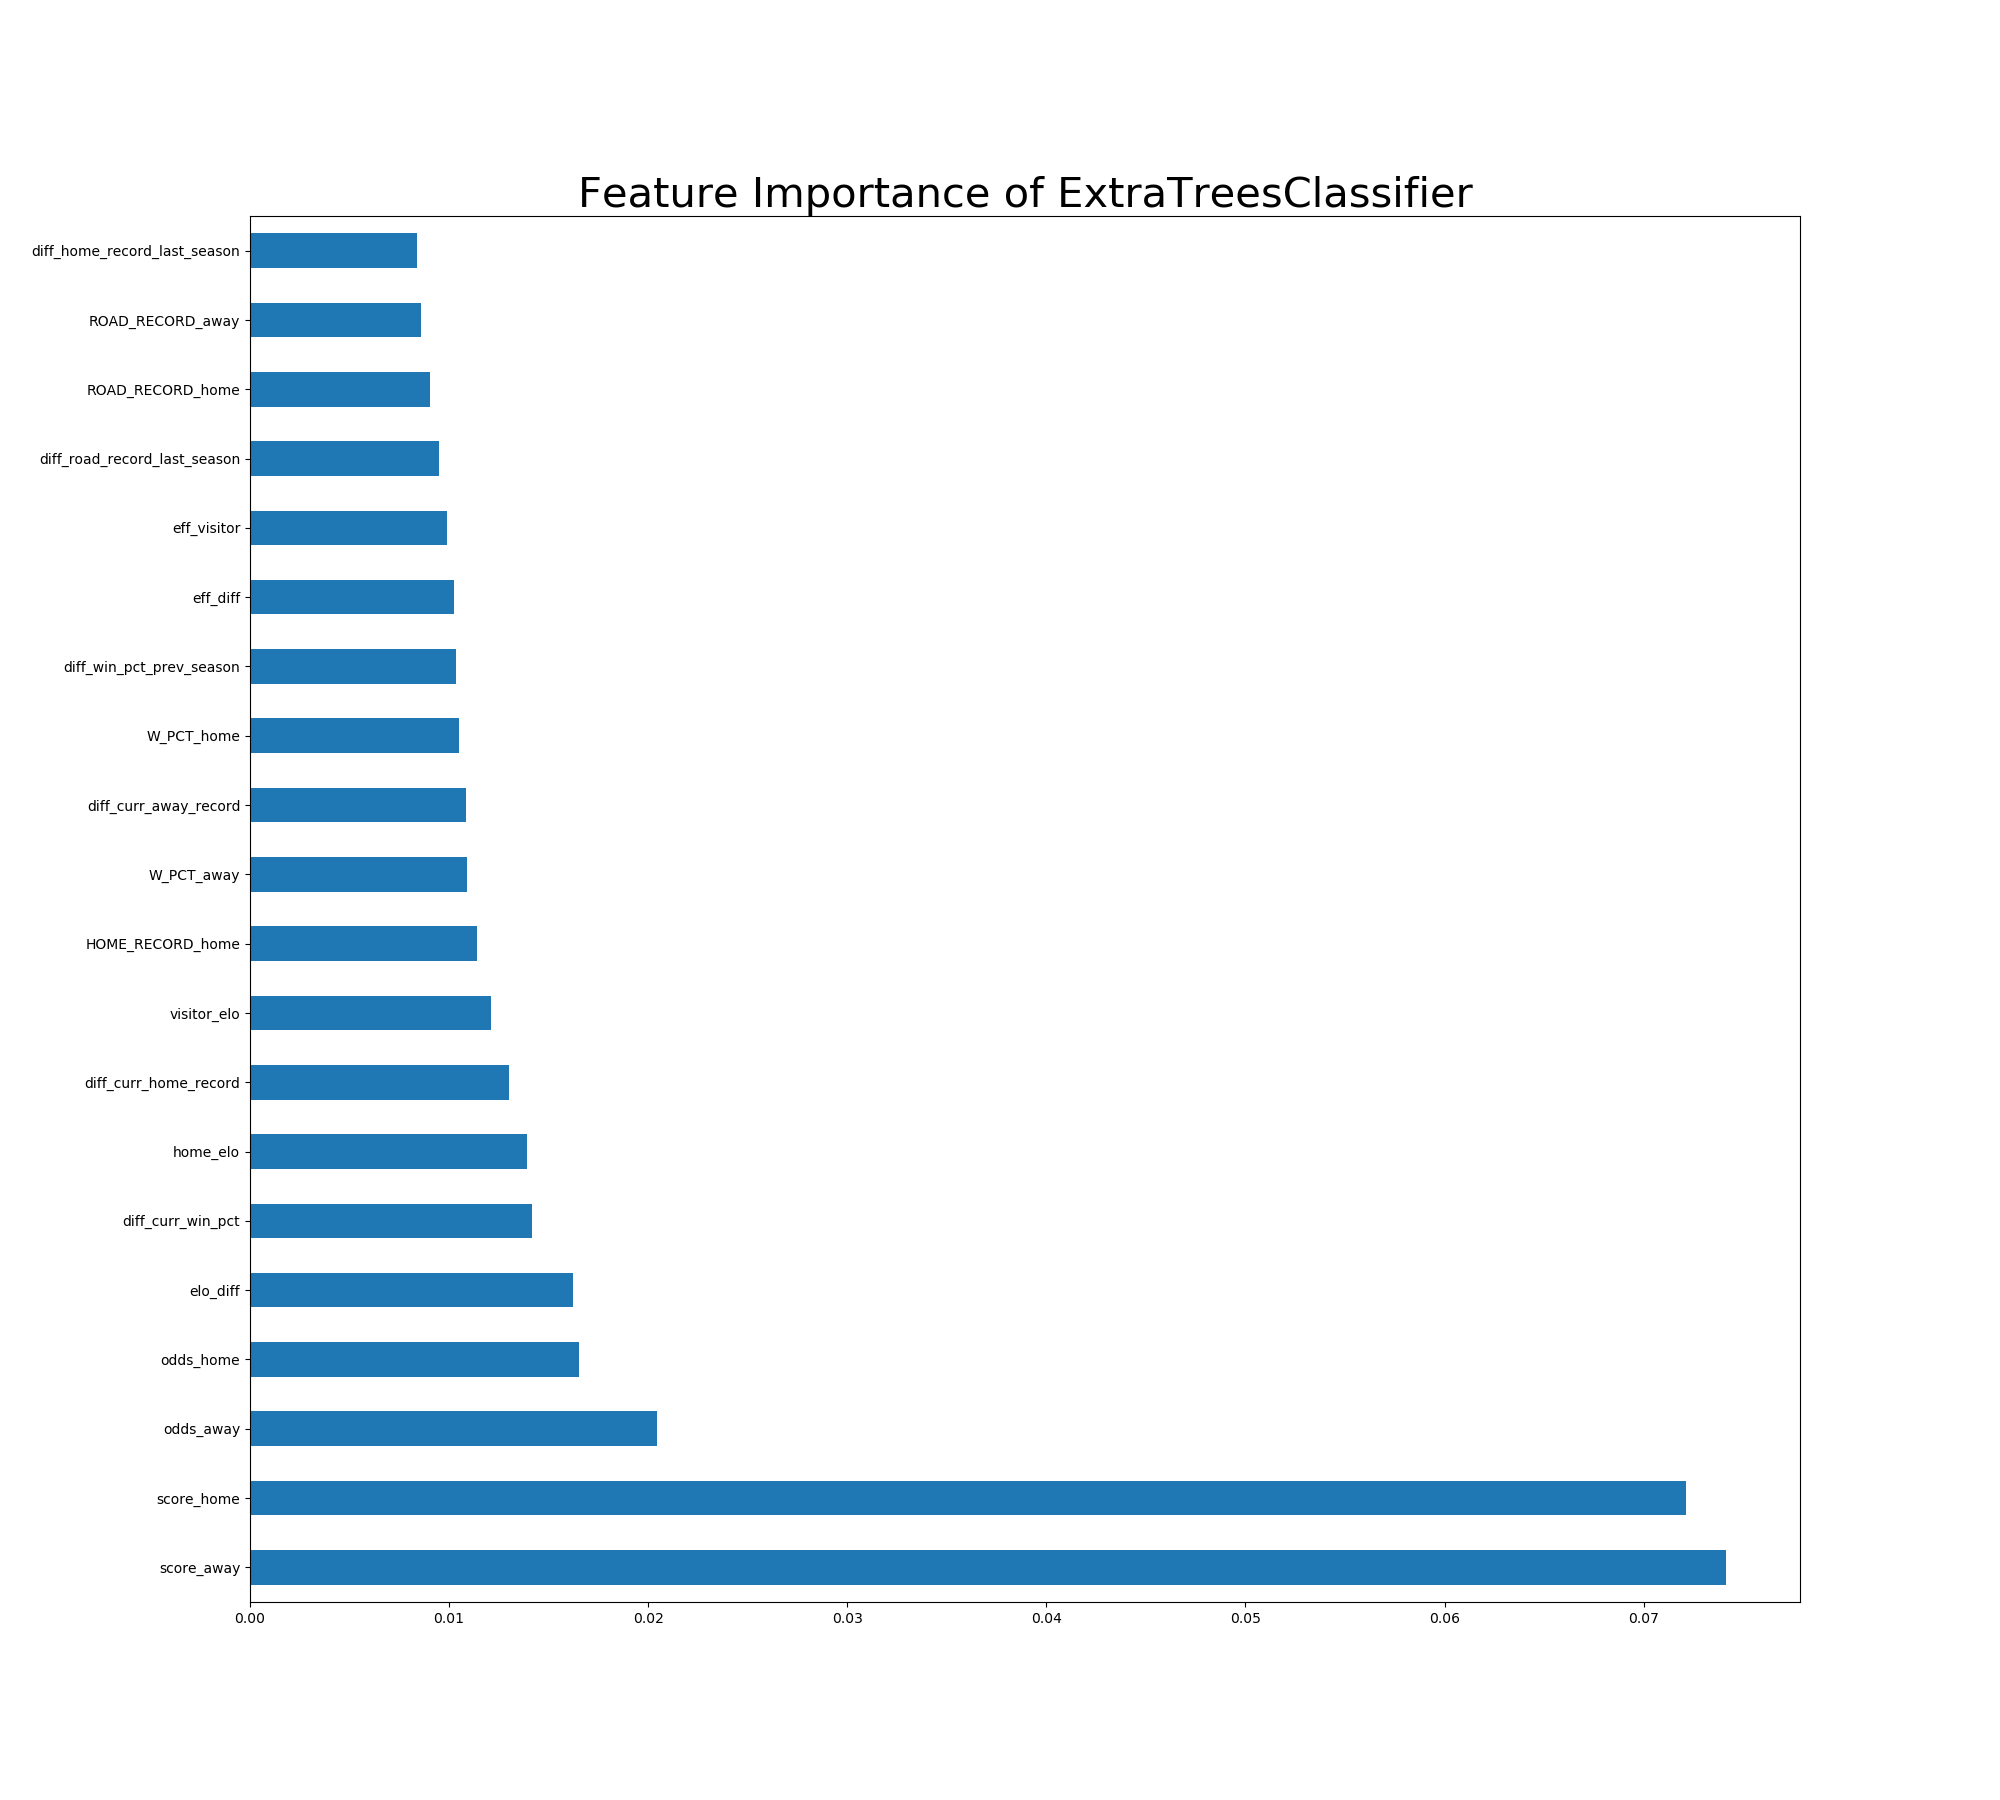 Feature Importance of ExtraTreesClassifier
diff_home_record_last_season
ROAD_RECORD_away
ROAD_RECORD_home
diff_road_record_last_season
eff_visitor
eff_diff
diff_win_pct_prev_season
W_PCT_home
diff_curr_away_record
W_PCT_away
HOME_RECORD_home
visitor_elo
diff_curr_home_record
home_elo
diff_curr_win_pct
elo_diff
odds_home
odds_away
score_home
score_away
0.00 0.01 0.02 0.03 0.04 0.05 0.06 0.07